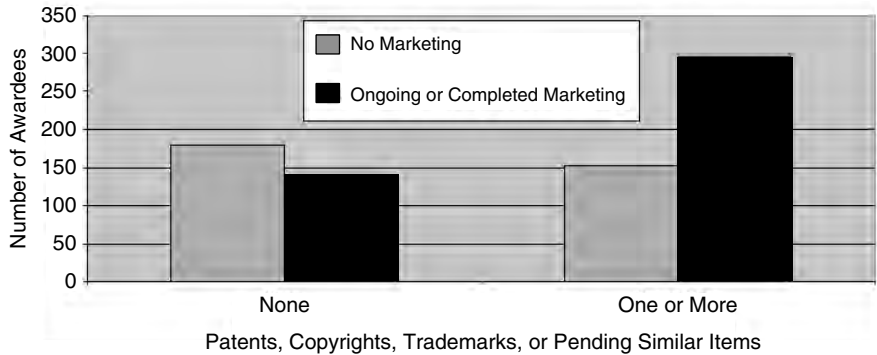 350
300
250
200
150
100
50
0
Number of Awardees
No Marketing
Ongoing or Completed Marketing
None One or More
Patents, Copyrights, Trademarks, or Pending Similar Items